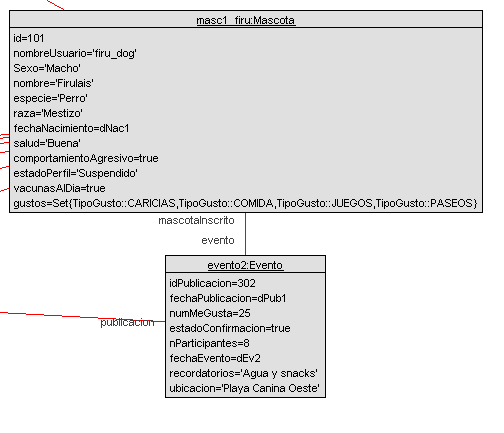 masc1_firu:Mascota
id=101
nombreUsuario='firu_dog'
Sexo='Macho'
nombre='Firulais'
especie='Perro'
raza='Mestizo'
fechaNacimiento=dNac1
salud='Buena'
comportamientoAgresivo=true
estadoPerfil='Suspendido'
vacunasAlDia=true
gustos=Set{TipoGusto::CARICIAS,TipoGusto::COMIDA,TipoGusto::JUEGOS,TipoGusto::PASEOS}
mascotaInscrito
evento
evento2:Evento
idPublicacion=302
fechaPublicacion=dPub1
numMeGusta=25
publicacion
estadoConfirmacion=true
nParticipantes=8
fechaEvento=dEv2
recordatorios='Agua y snacks'
ubicacion='Playa Canina Oeste'